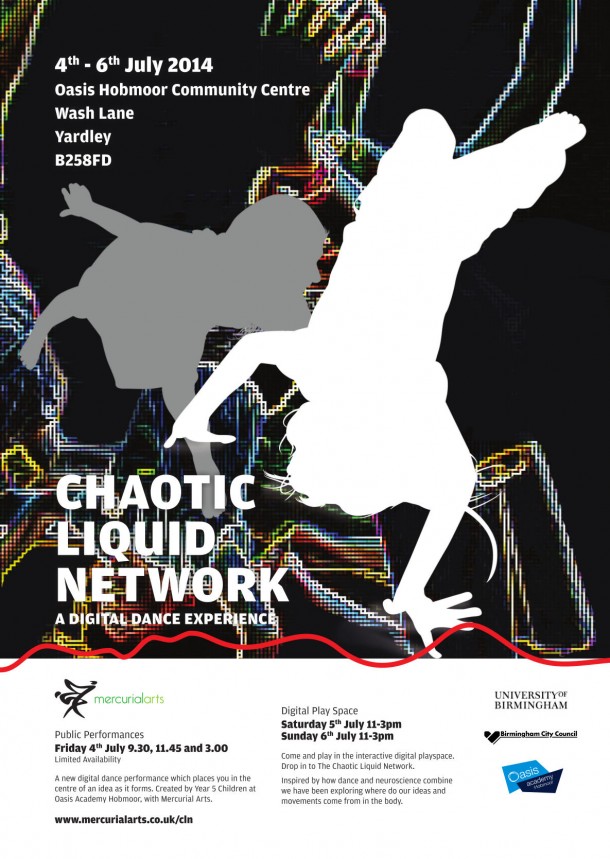 4th - 6th July 2014
Oasis Hobmoor Community Centre
Wash Lane
Yardley
B258FD
CHAOTIC
LIQUID
NETWORK
A DIGITAL DANCE EXPERIENCE
mercurialarts
Public Performances
Friday 4th July 9.30, 11.45 and 3.00
Limited Availability
A new digital dance performance which places you in the
centre of an idea as it forms. Created by Year 5 Children at
Oasis Academy Hobmoor, with Mercurial Arts.
www.mercurialarts.co.uk/cln
Digital Play Space
Saturday 5th July 11-3pm
Sunday 6th July 11-3pm
Come and play in the interactive digital playspace.
Drop in to The Chaotic Liquid Network.
Inspired by how dance and neuroscience combine
we have been exploring where do our ideas and
movements come from in the body.
UNIVERSITY OF
BIRMINGHAM
Birmingham City Council
Oasis
academy
Hobmoor